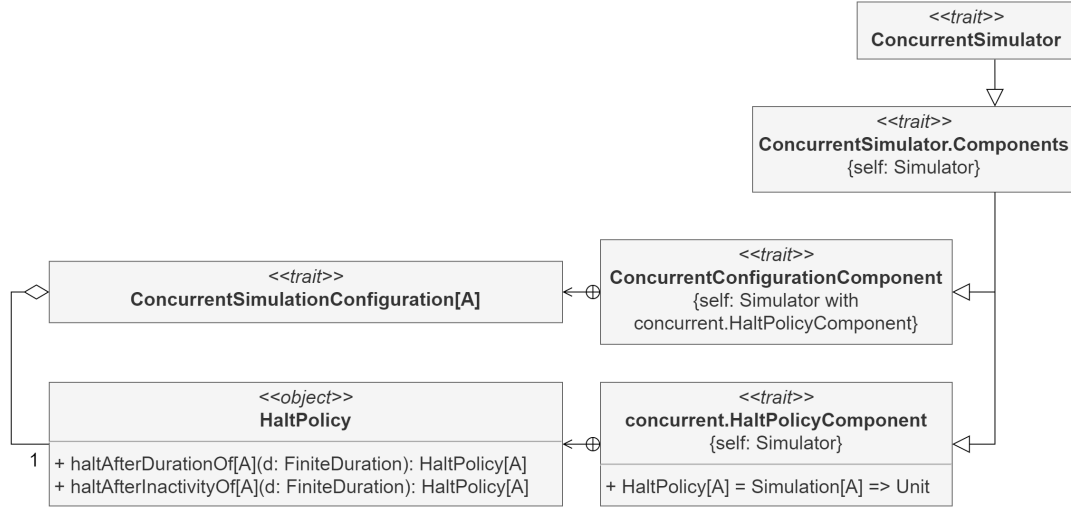 <<trait>>
ConcurrentSimulator
<<trait>>
ConcurrentSimulator.Components
{self: Simulator}
<<trait>>
ConcurrentSimulationConfiguration[A]
<<trait>>
ConcurrentConfigurationComponent
{self: Simulator with
concurrent.HaltPolicyComponent}
<<object>>
HaltPolicy
+ haltAfterDurationOf[A](d: FiniteDuration): HaltPolicy[A]
+ haltAfterInactivityOf[A](d: FiniteDuration): HaltPolicy[A]
1
<<trait>>
concurrent.HaltPolicyComponent
{self: Simulator}
+ HaltPolicy[A] = Simulation[A] => Unit